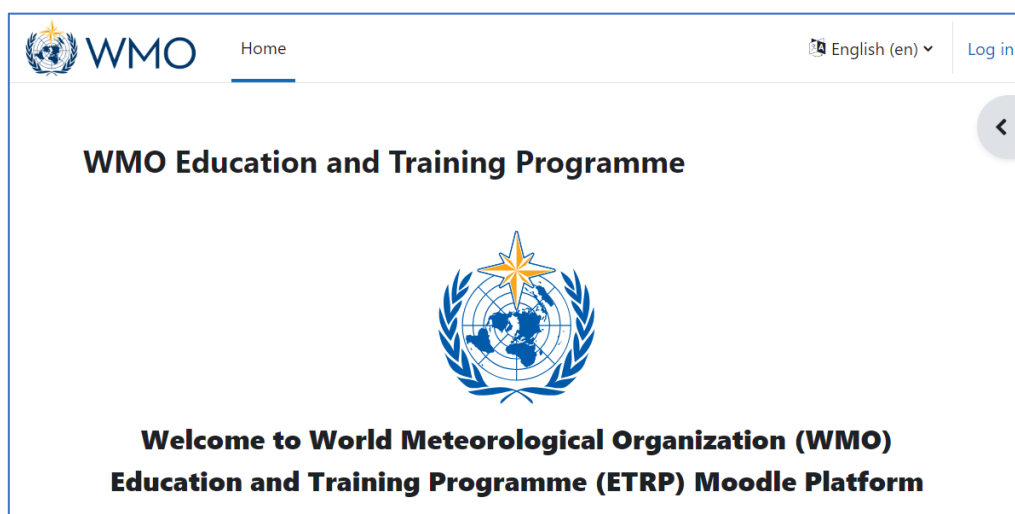 WMO Home English (en) Log in
WMO Education and Training Programme
Welcome to World Meteorological Organization (WMO)
Education and Training Programme (ETRP) Moodle Platform